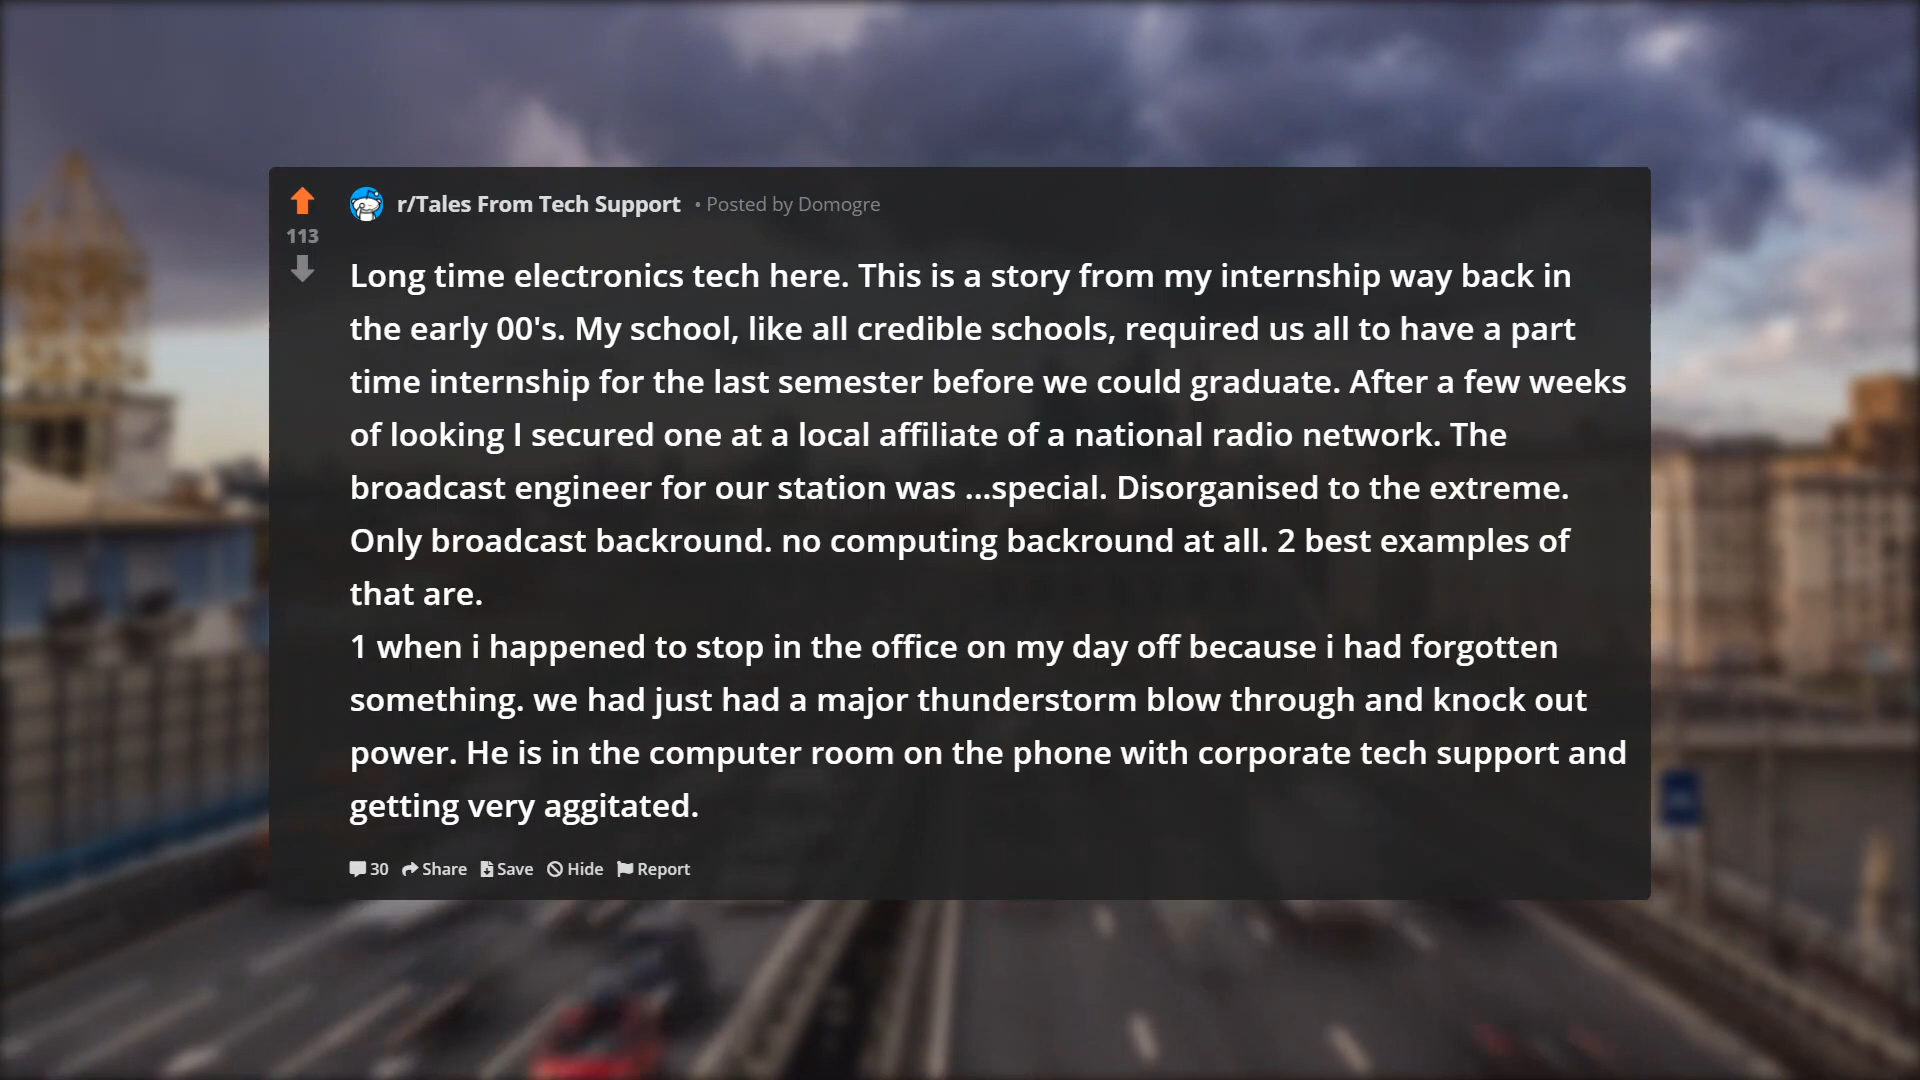 r/Tales From Tech Support • Posted by Domogre
113
Long time electronics tech here. This is a story from my internship way back in
the early 00's. My school, like all credible schools, required us all to have a part
time internship for the last semester before we could graduate. After a few weeks
of looking I secured one at a local affiliate of a national radio network. The
broadcast engineer for our station was ...special. Disorganised to the extreme.
Only broadcast backround. no computing backround at all. 2 best examples of
that are.
1 when i happened to stop in the office on my day off because i had forgotten
something. we had just had a major thunderstorm blow through and knock out
power. He is in the computer room on the phone with corporate tech support and
getting very aggitated.
30 Share Save Hide Report